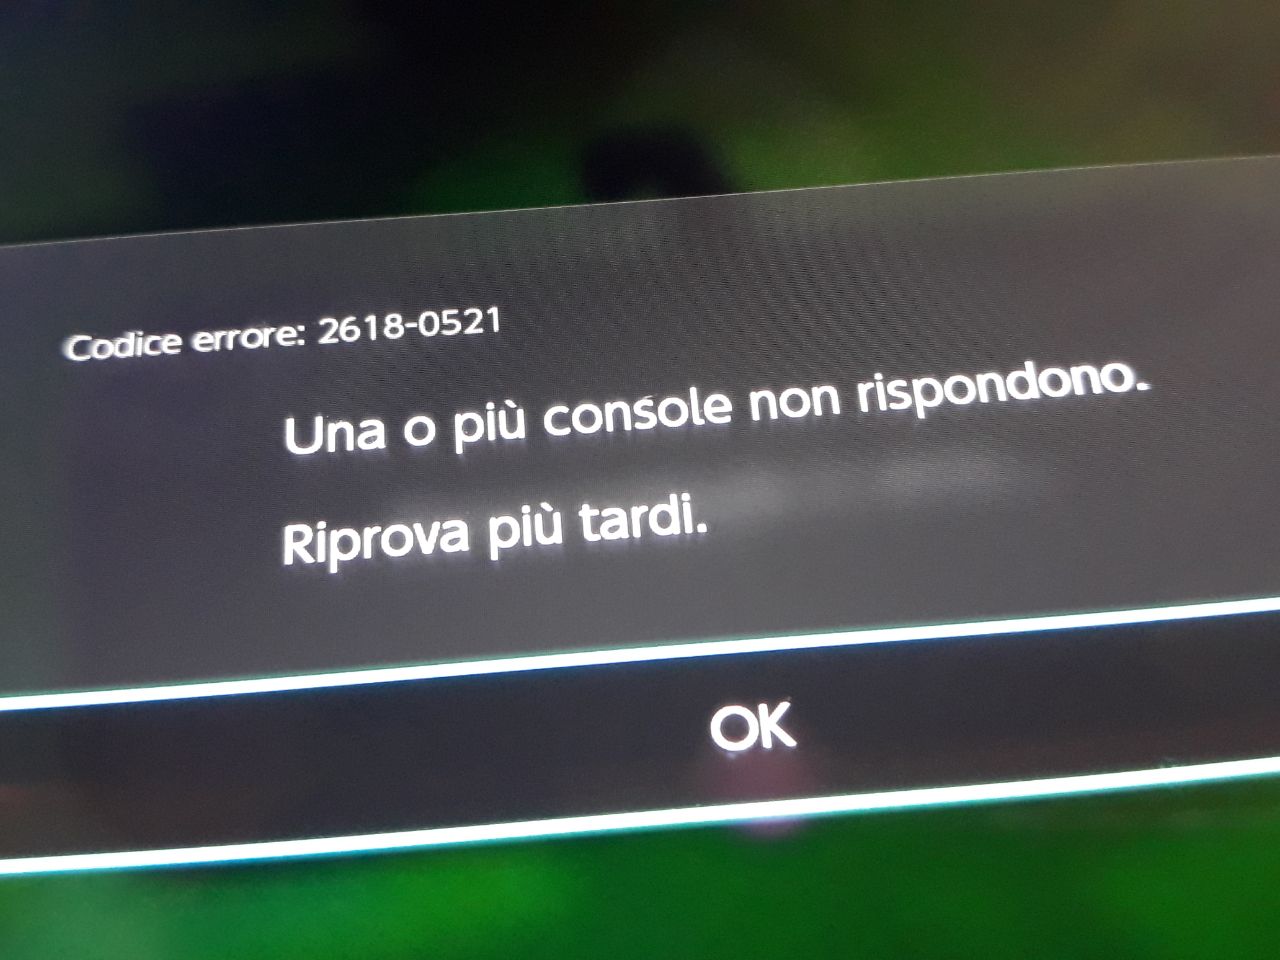 Codice errore: 2618-0521
Una o più console non rispondono.
Riprova più tardi.
OK